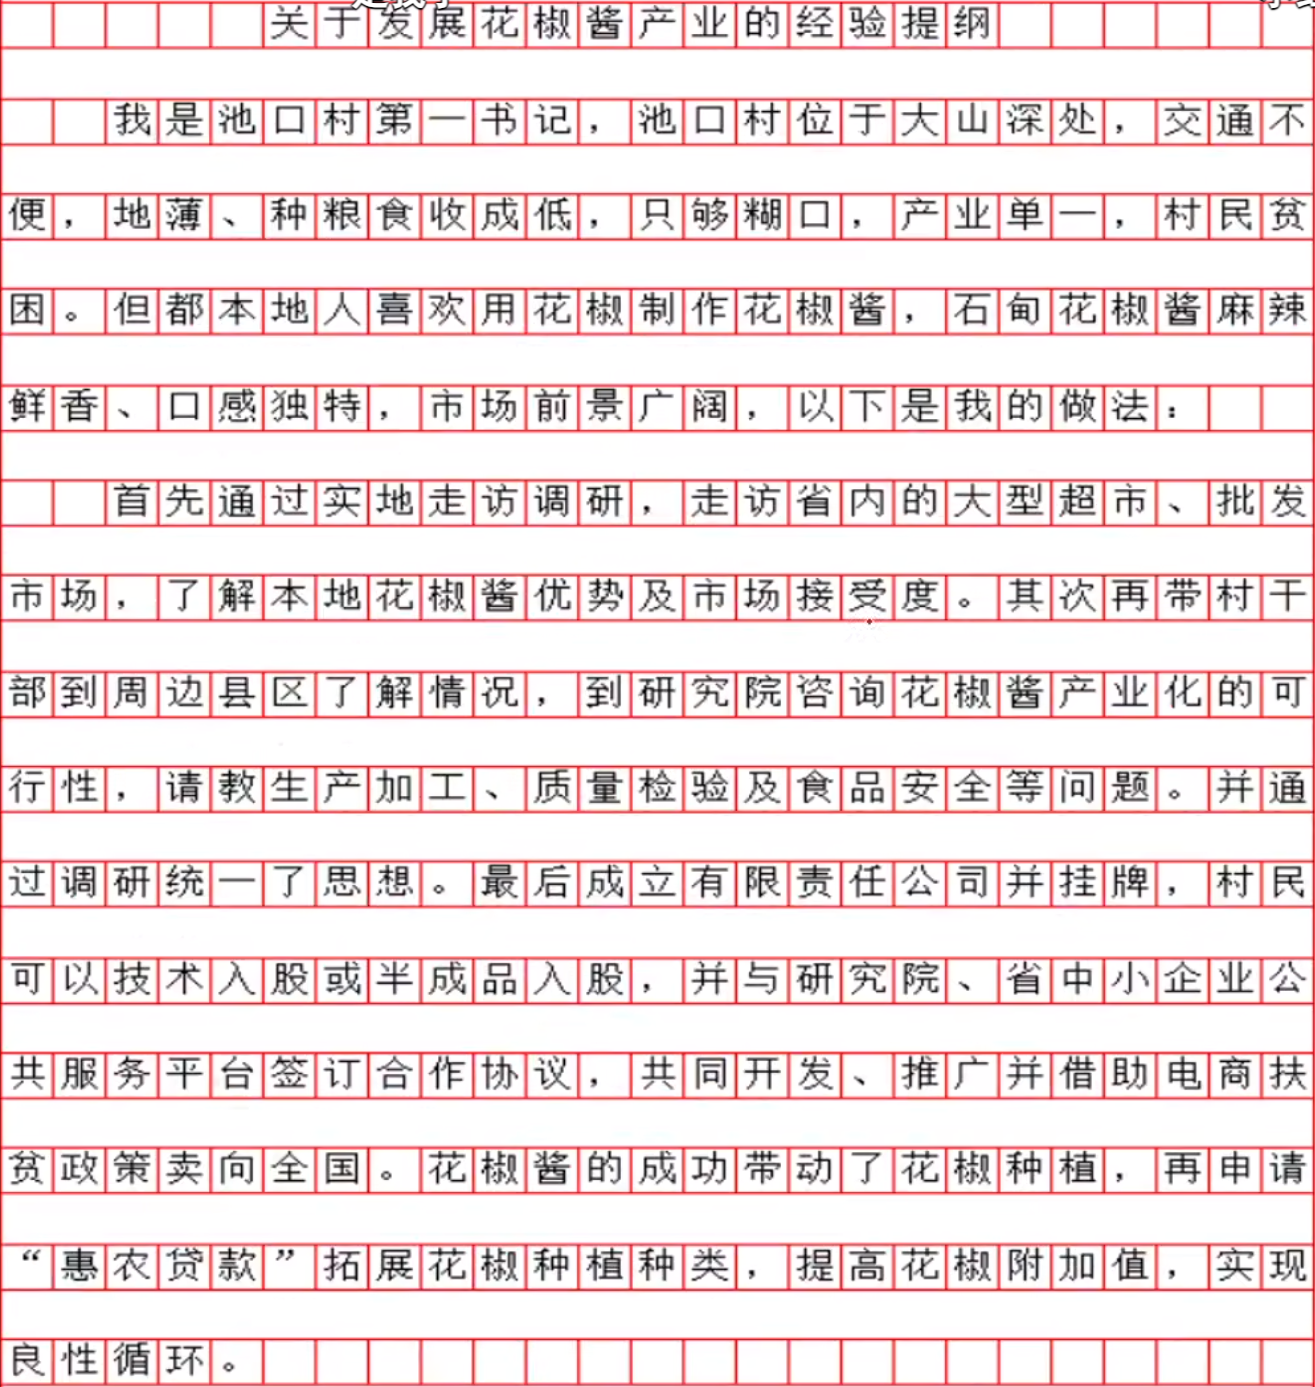 关于发展花椒酱产业的经验提纲
我是池口村第一书记，池口村位于大山深处，交通不
便，地薄、种粮食收成低，只够糊口，产业单一，村民贫
困。但都本地人喜欢用花椒制作花椒酱，石甸花椒酱麻辣
鲜香、口感独特，市场前景广阔，以下是我的做法：
首先通过实地走访调研，走访省内的大型超市、批发
市场，了解本地花椒酱优势及市场接受度。其次再带村干
部到周边县区了解情况，到研究院咨询花椒酱产业化的可
行性，请教生产加工、质量检验及食品安全等问题。并通
过调研统一了思想。最后成立有限责任公司并挂牌，村民
可以技术入股或半成品入股，并与研究院、省中小企业公
共服务平台签订合作协议，共同开发、推广并借助电商扶
贫政策卖向全国。花椒酱的成功带动了花椒种植，再申请
“惠农贷款”拓展花椒种植种类，提高花椒附加值，实现
良性循环。